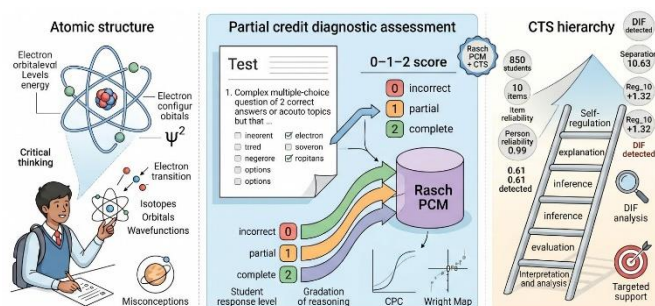 Atomic structure
Electron
orbitaleval
Levels
energy
Electron
configur
obitals
Ψ²
Critical
thinking
Electron
transition
Isotopes
Orbitals
Wavefunctions
Misconceptions
Partial credit diagnostic assessment
Test
1. Complex multiple-choice
question of 2 correct
answers or acouto topics
but that ...
ineorent
electron
tired
soveron
negerore
ropitans
options
options
0–1–2 score
0 incorrect
1 partial
2 complete
Rasch
PCM
+ CTS
Rasch
PCM
incorrect 0
partial 1
complete 2
Student
response level
Gradation
of reasoning
CPC
Wright Map
CTS hierarchy
850
students
10
items
Item
reliability
Person
reliability
0.99
0.61
0.61
detected
Self-
regulation
explanation
inference
inference
evaluation
Interpretation
and analysis
DIF
detected
Separation
10.63
Reg_10
+1.32
Reg_10
+1.32
DIF
detected
DIF
analysis
Targeted
support